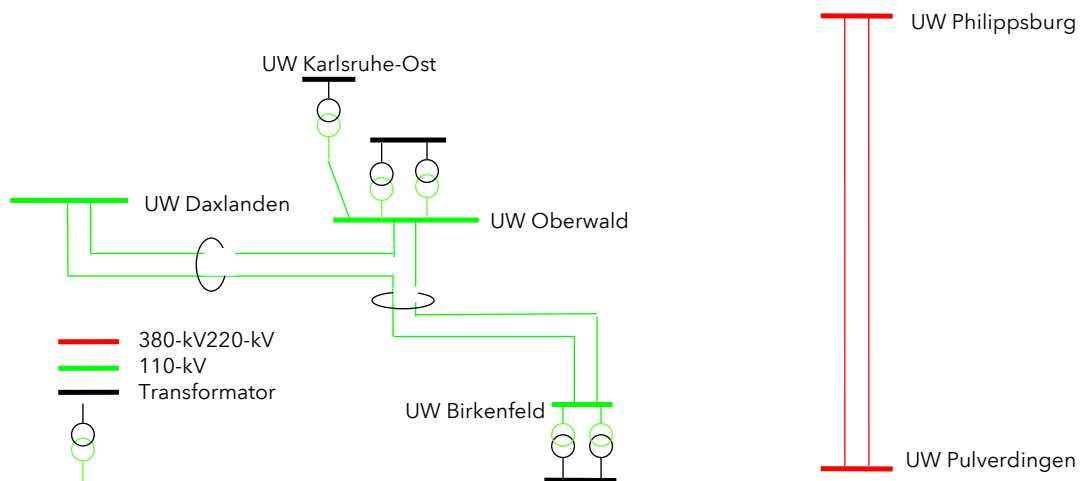 UW Philippsburg
UW Karlsruhe-Ost
UW Daxlanden
UW Oberwald
380-kV220-kV
110-kV
Transformator
UW Birkenfeld
UW Pulverdingen